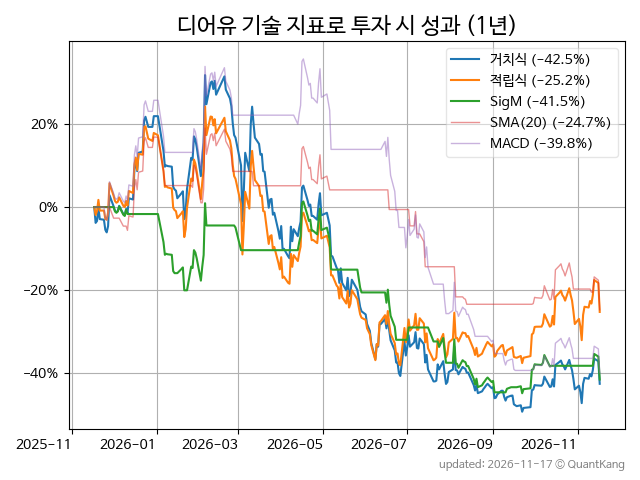 디어유 기술 지표로 투자 시 성과 (1년)
거치식 (−42.5%)
적립식 (−25.2%)
SigM (−41.5%)
SMA(20) (−24.7%)
MACD (−39.8%)
20%
0%
−20%
−40%
2025-11
2026-01
2026-03
2026-05
2026-07
2026-09
2026-11
updated: 2026-11-17 © QuantKang